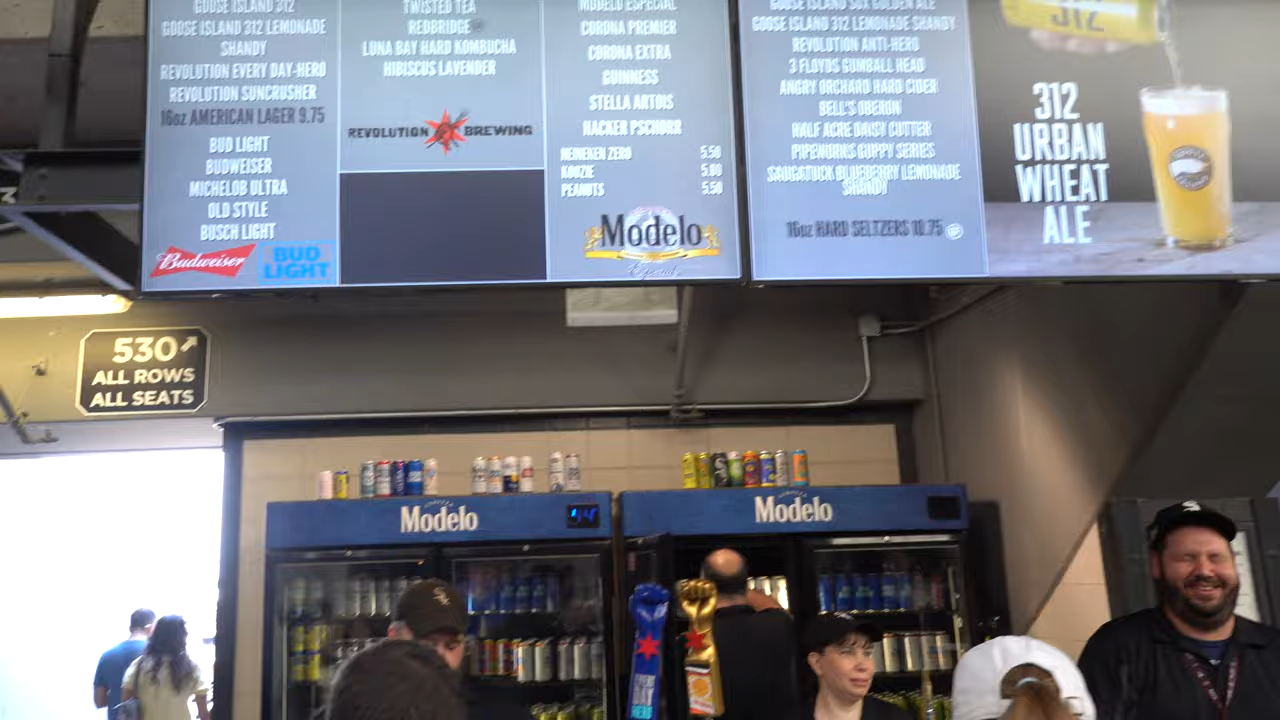 GOOSE ISLAND 312
GOOSE ISLAND 312 LEMONADE
SHANDY
REVOLUTION EVERY DAY-HERO
REVOLUTION SUNCRUSHER
16oz AMERICAN LAGER 9.75
BUD LIGHT
BUDWEISER
MICHELOB ULTRA
OLD STYLE
BUSCH LIGHT
Budweiser
BUD
LIGHT
TWISTED TEA
REDBRIDGE
LUNA BAY HARD KOMBUCHA
HIBISCUS LAVENDER
REVOLUTION BREWING
MODELO ESPECIAL
CORONA PREMIER
CORONA EXTRA
GUINNESS
STELLA ARTOIS
HACKER PSCHORR
HEINEKEN ZERO 5.50
KOOZIE 5.00
PEANUTS 5.50
Modelo
Especial
GOOSE ISLAND SOX GOLDEN ALE
GOOSE ISLAND 312 LEMONADE SHANDY
REVOLUTION ANTI-HERO
3 FLOYDS GUMBALL HEAD
ANGRY ORCHARD HARD CIDER
BELL'S OBERON
HALF ACRE DAISY CUTTER
PIPEWORKS GUPPY SERIES
SAUGATUCK BLUEBERRY LEMONADE
SHANDY
16oz HARD SELTZERS 10.75
312
312
URBAN
WHEAT
ALE
530
ALL ROWS
ALL SEATS
Modelo
Modelo